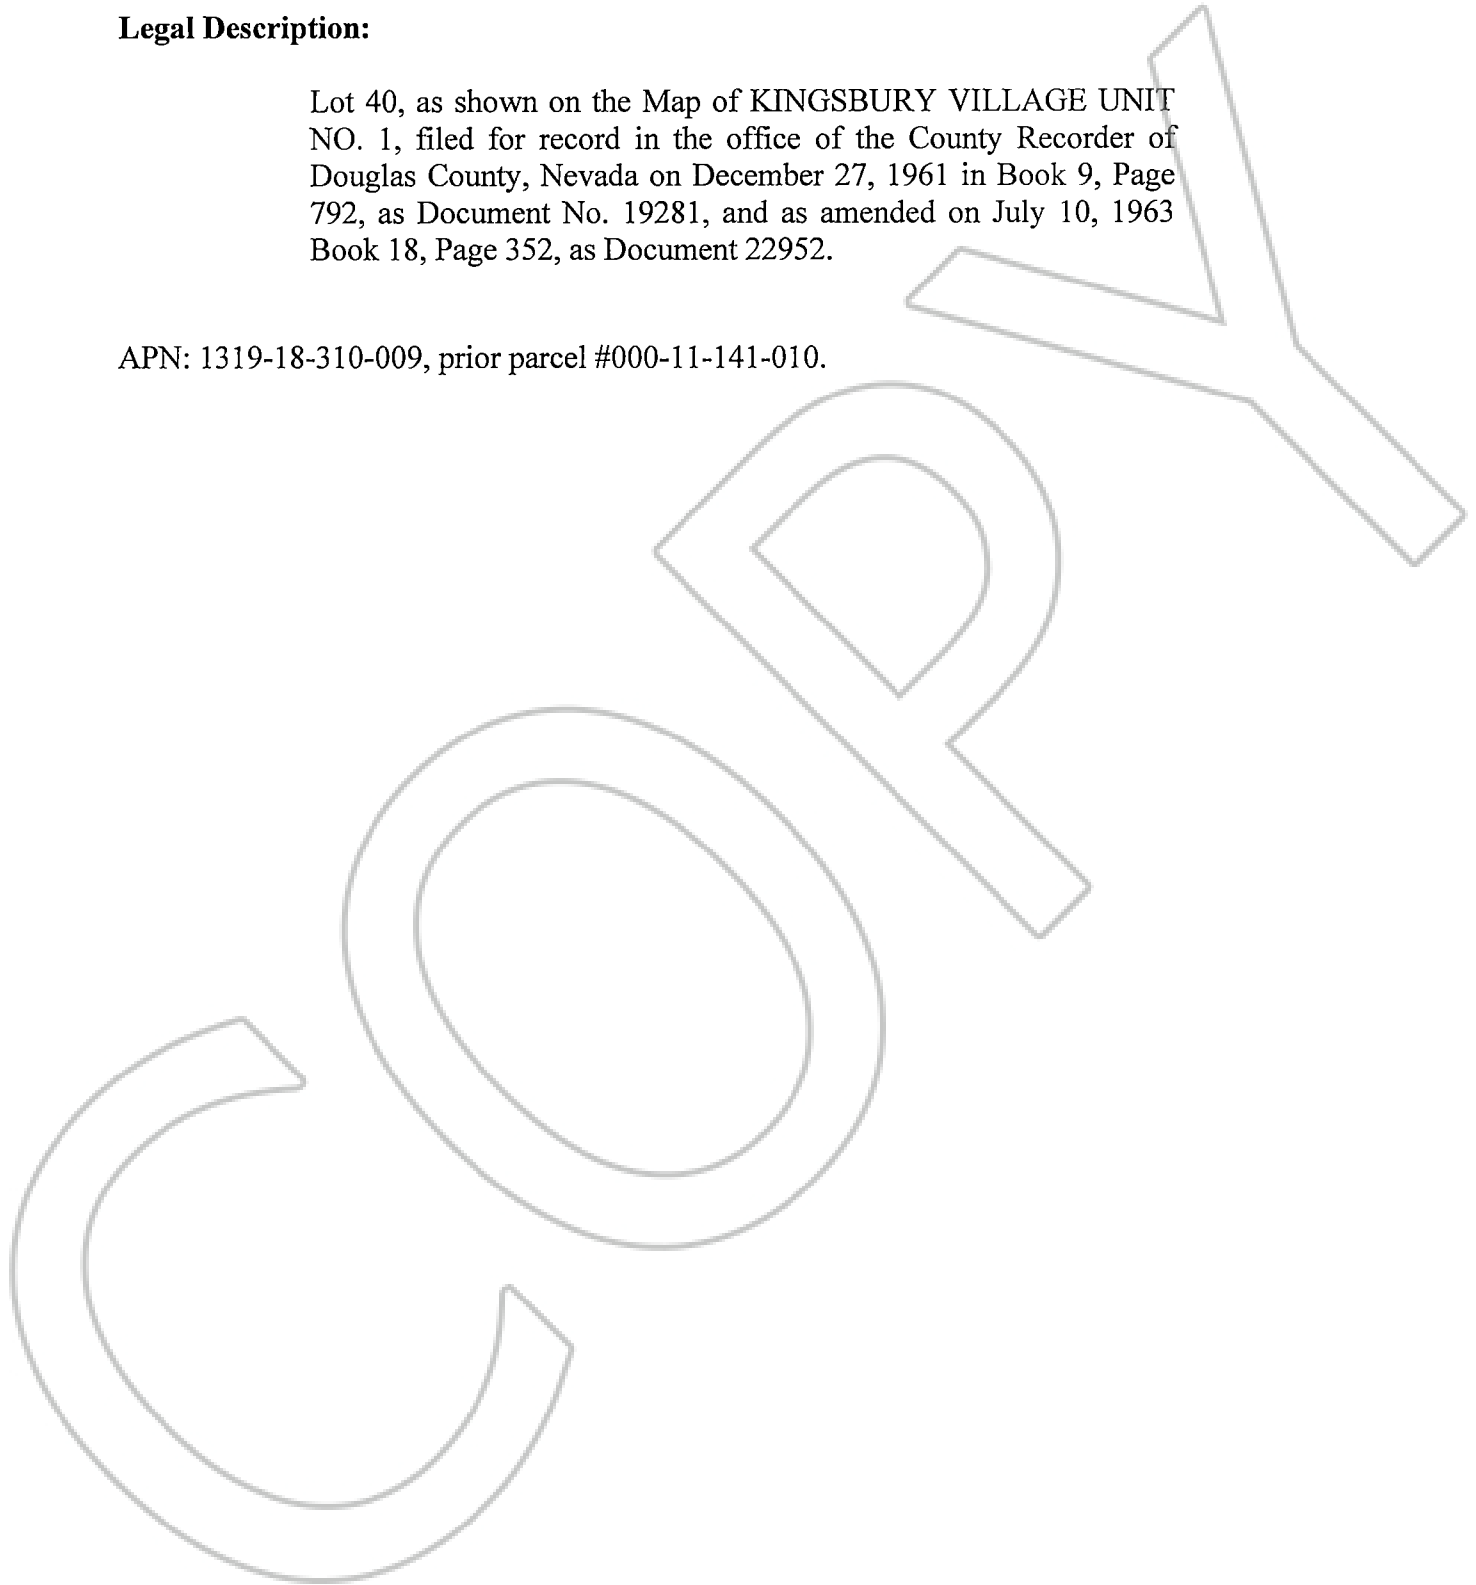 Legal Description:
Lot 40, as shown on the Map of KINGSBURY VILLAGE UNIT
NO. 1, filed for record in the office of the County Recorder of
Douglas County, Nevada on December 27, 1961 in Book 9, Page
792, as Document No. 19281, and as amended on July 10, 1963
Book 18, Page 352, as Document 22952.
APN: 1319-18-310-009, prior parcel #000-11-141-010.
COPY